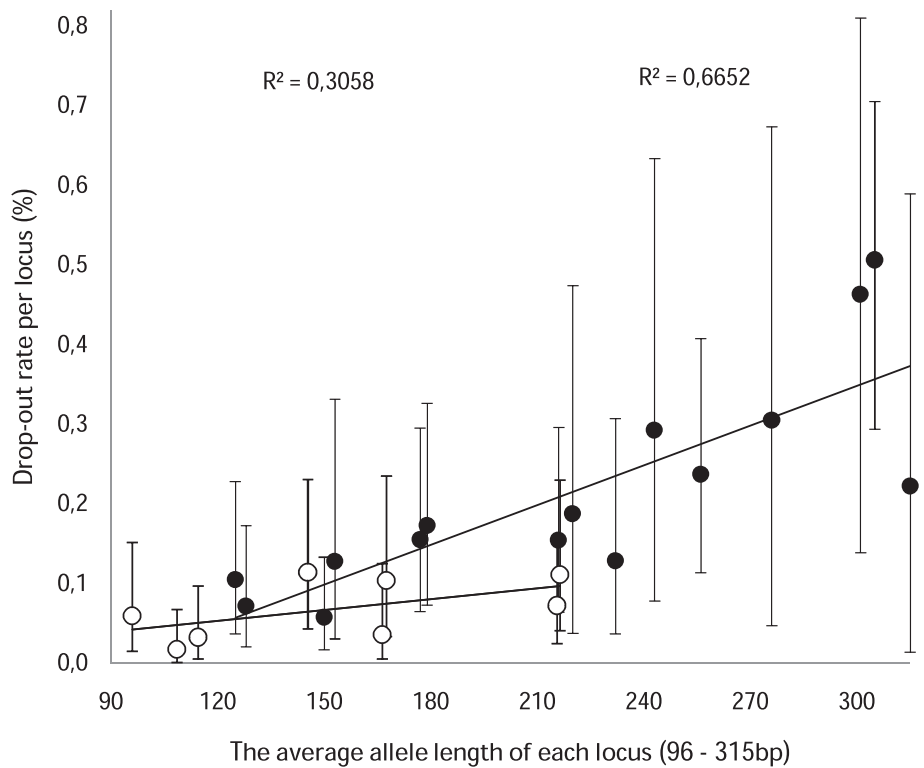 0,8
R² = 0,3058
R² = 0,6652
0,7
0,6
0,5
0,4
0,3
0,2
0,1
0,0
Drop-out rate per locus (%)
90 120 150 180 210 240 270 300
The average allele length of each locus (96 - 315bp)